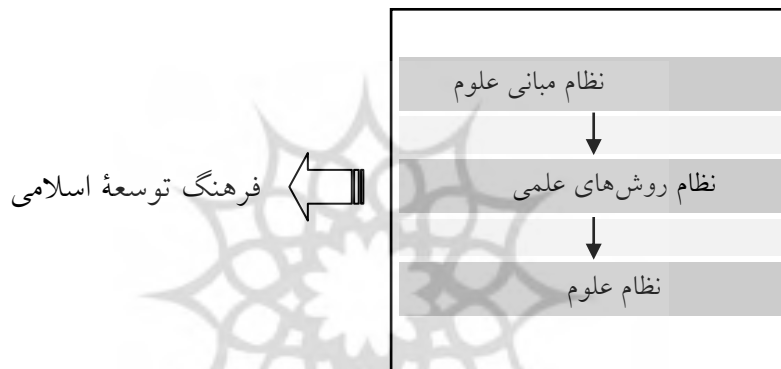 نظام مبانی علوم
نظام روش‌های علمی
نظام علوم
فرهنگ توسعهٔ اسلامی